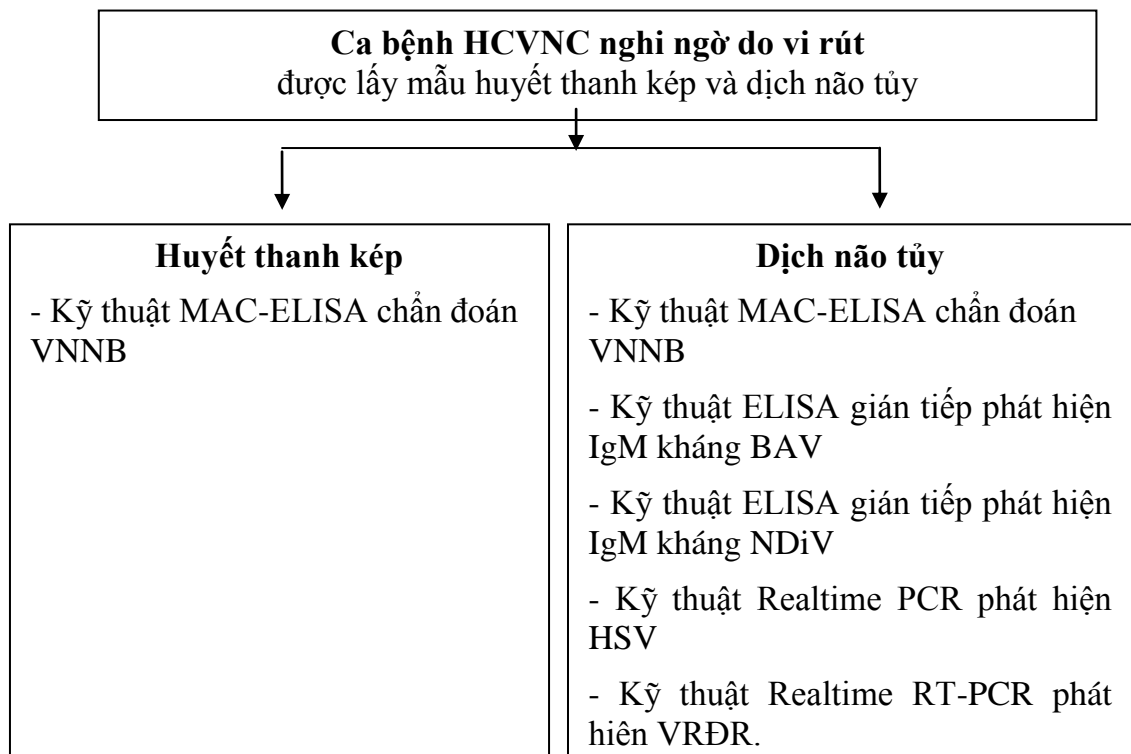 Ca bệnh HCVNC nghi ngờ do vi rút
được lấy mẫu huyết thanh kép và dịch não tủy
Huyết thanh kép
- Kỹ thuật MAC-ELISA chẩn đoán
VNNB
Dịch não tủy
- Kỹ thuật MAC-ELISA chẩn đoán
VNNB
- Kỹ thuật ELISA gián tiếp phát hiện
IgM kháng BAV
- Kỹ thuật ELISA gián tiếp phát hiện
IgM kháng NDiV
- Kỹ thuật Realtime PCR phát hiện
HSV
- Kỹ thuật Realtime RT-PCR phát
hiên VRĐR.